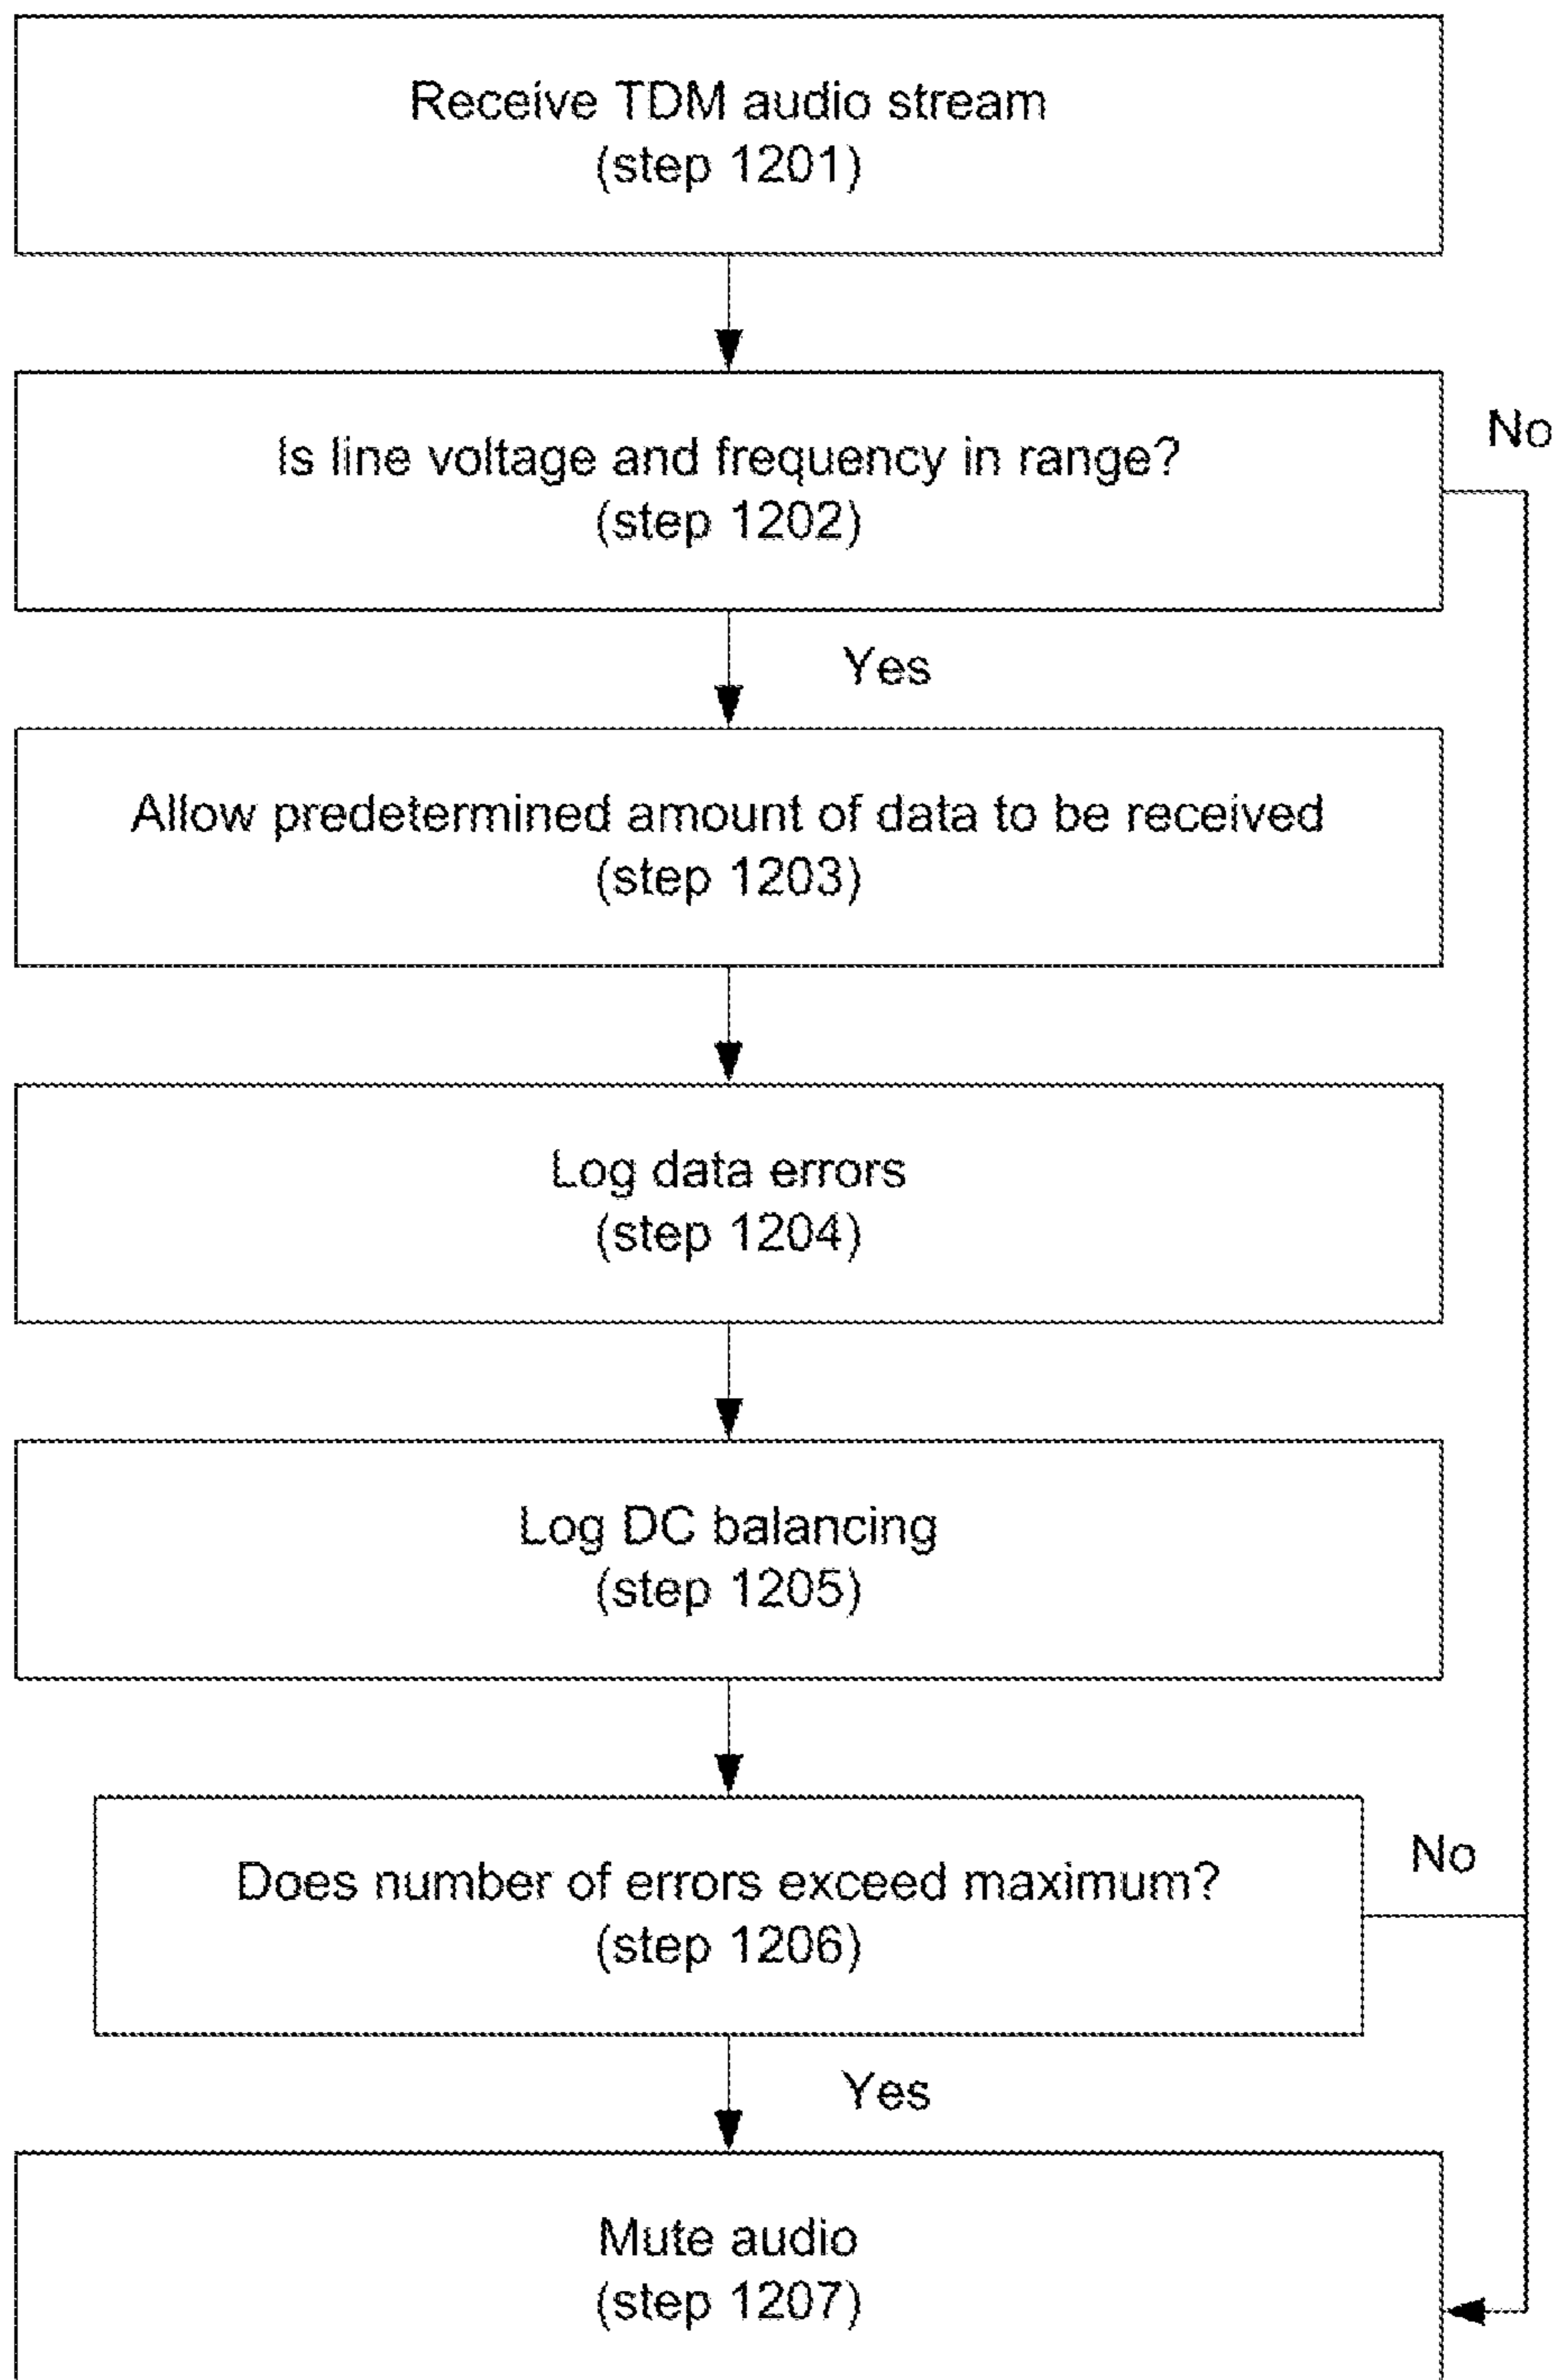 Receive TDM audio stream
(step 1201)
Is line voltage and frequency in range?
(step 1202)
No
Yes
Allow predetermined amount of data to be received
(step 1203)
Log data errors
(step 1204)
Log DC balancing
(step 1205)
Does number of errors exceed maximum?
(step 1206)
No
Yes
Mute audio
(step 1207)